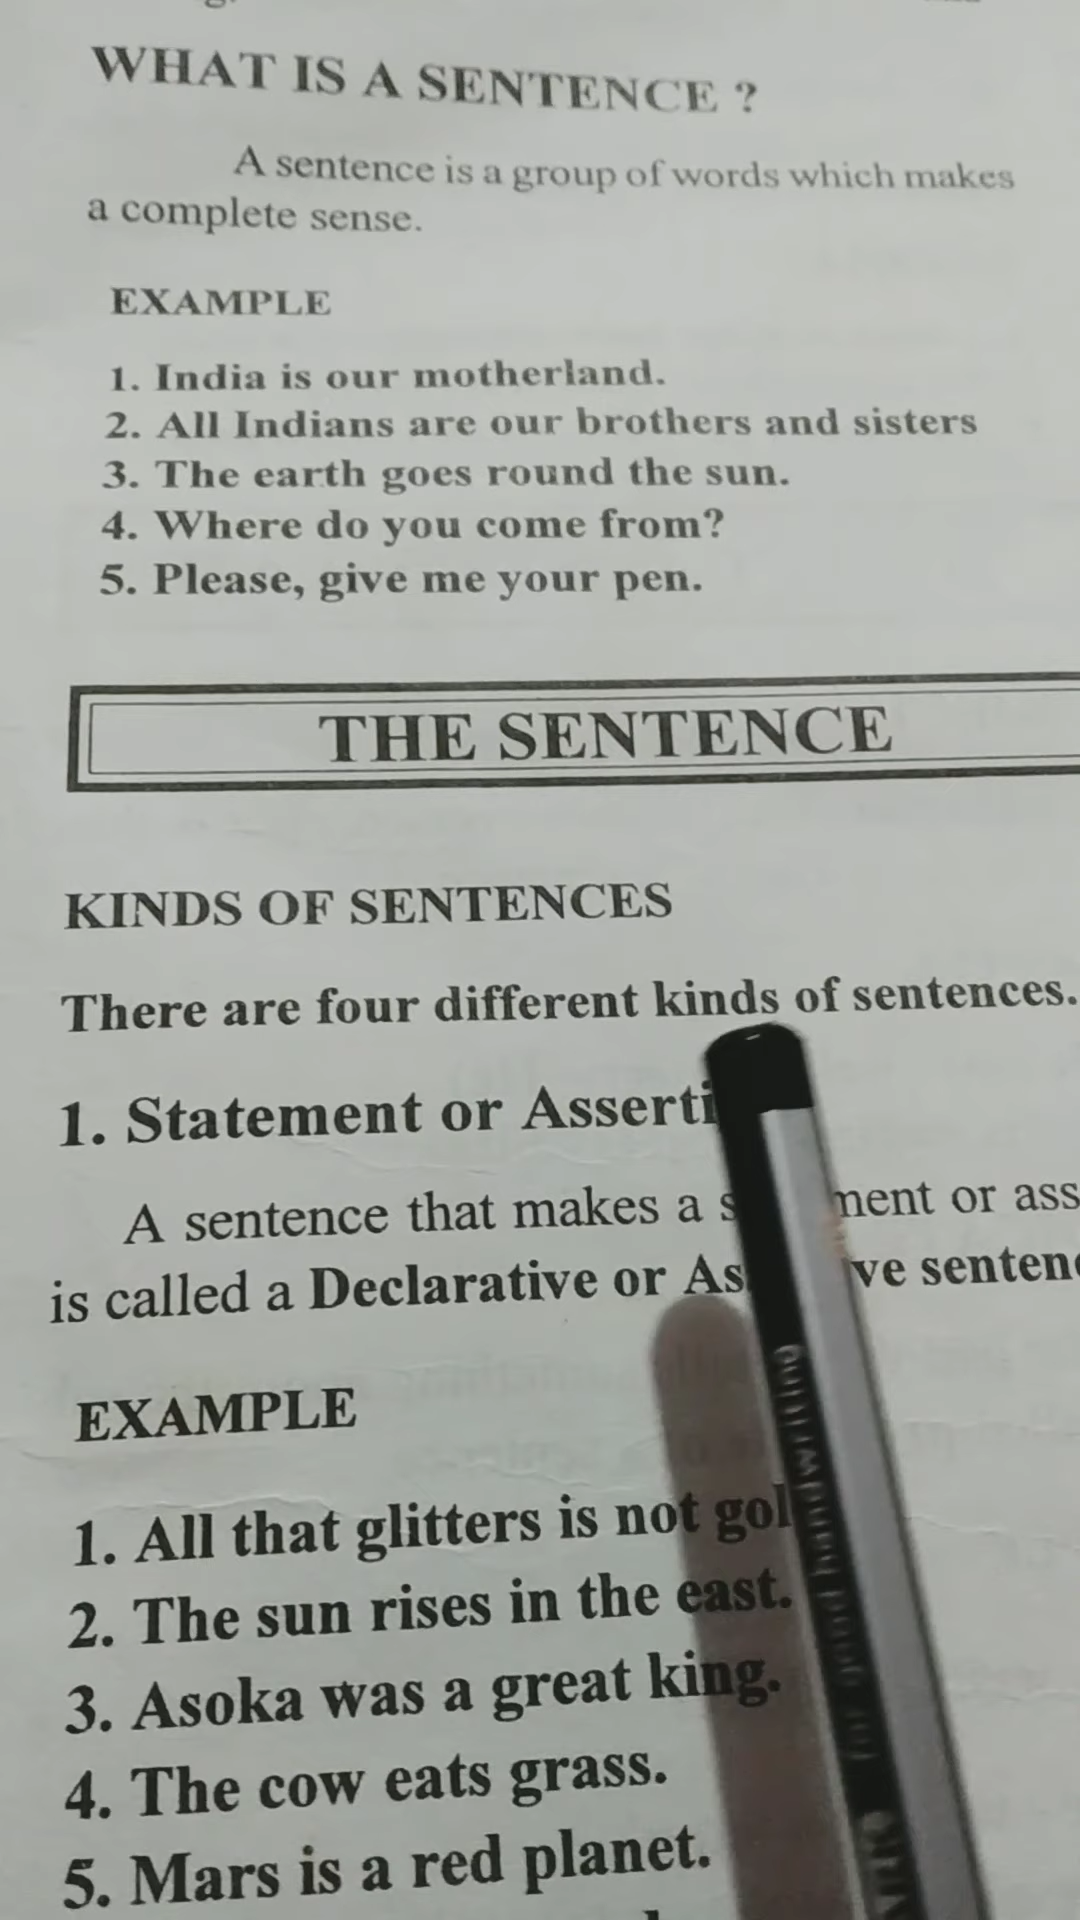 WHAT IS A SENTENCE ?
A sentence is a group of words which makes
a complete sense.
EXAMPLE
1. India is our motherland.
2. All Indians are our brothers and sisters
3. The earth goes round the sun.
4. Where do you come from?
5. Please, give me your pen.
THE SENTENCE
KINDS OF SENTENCES
There are four different kinds of sentences.
1. Statement or Asserti
A sentence that makes a s ment or ass
is called a Declarative or As ve senten
EXAMPLE
1. All that glitters is not gol
2. The sun rises in the east.
3. Asoka was a great king.
4. The cow eats grass.
5. Mars is a red planet.
for Good Handwriting